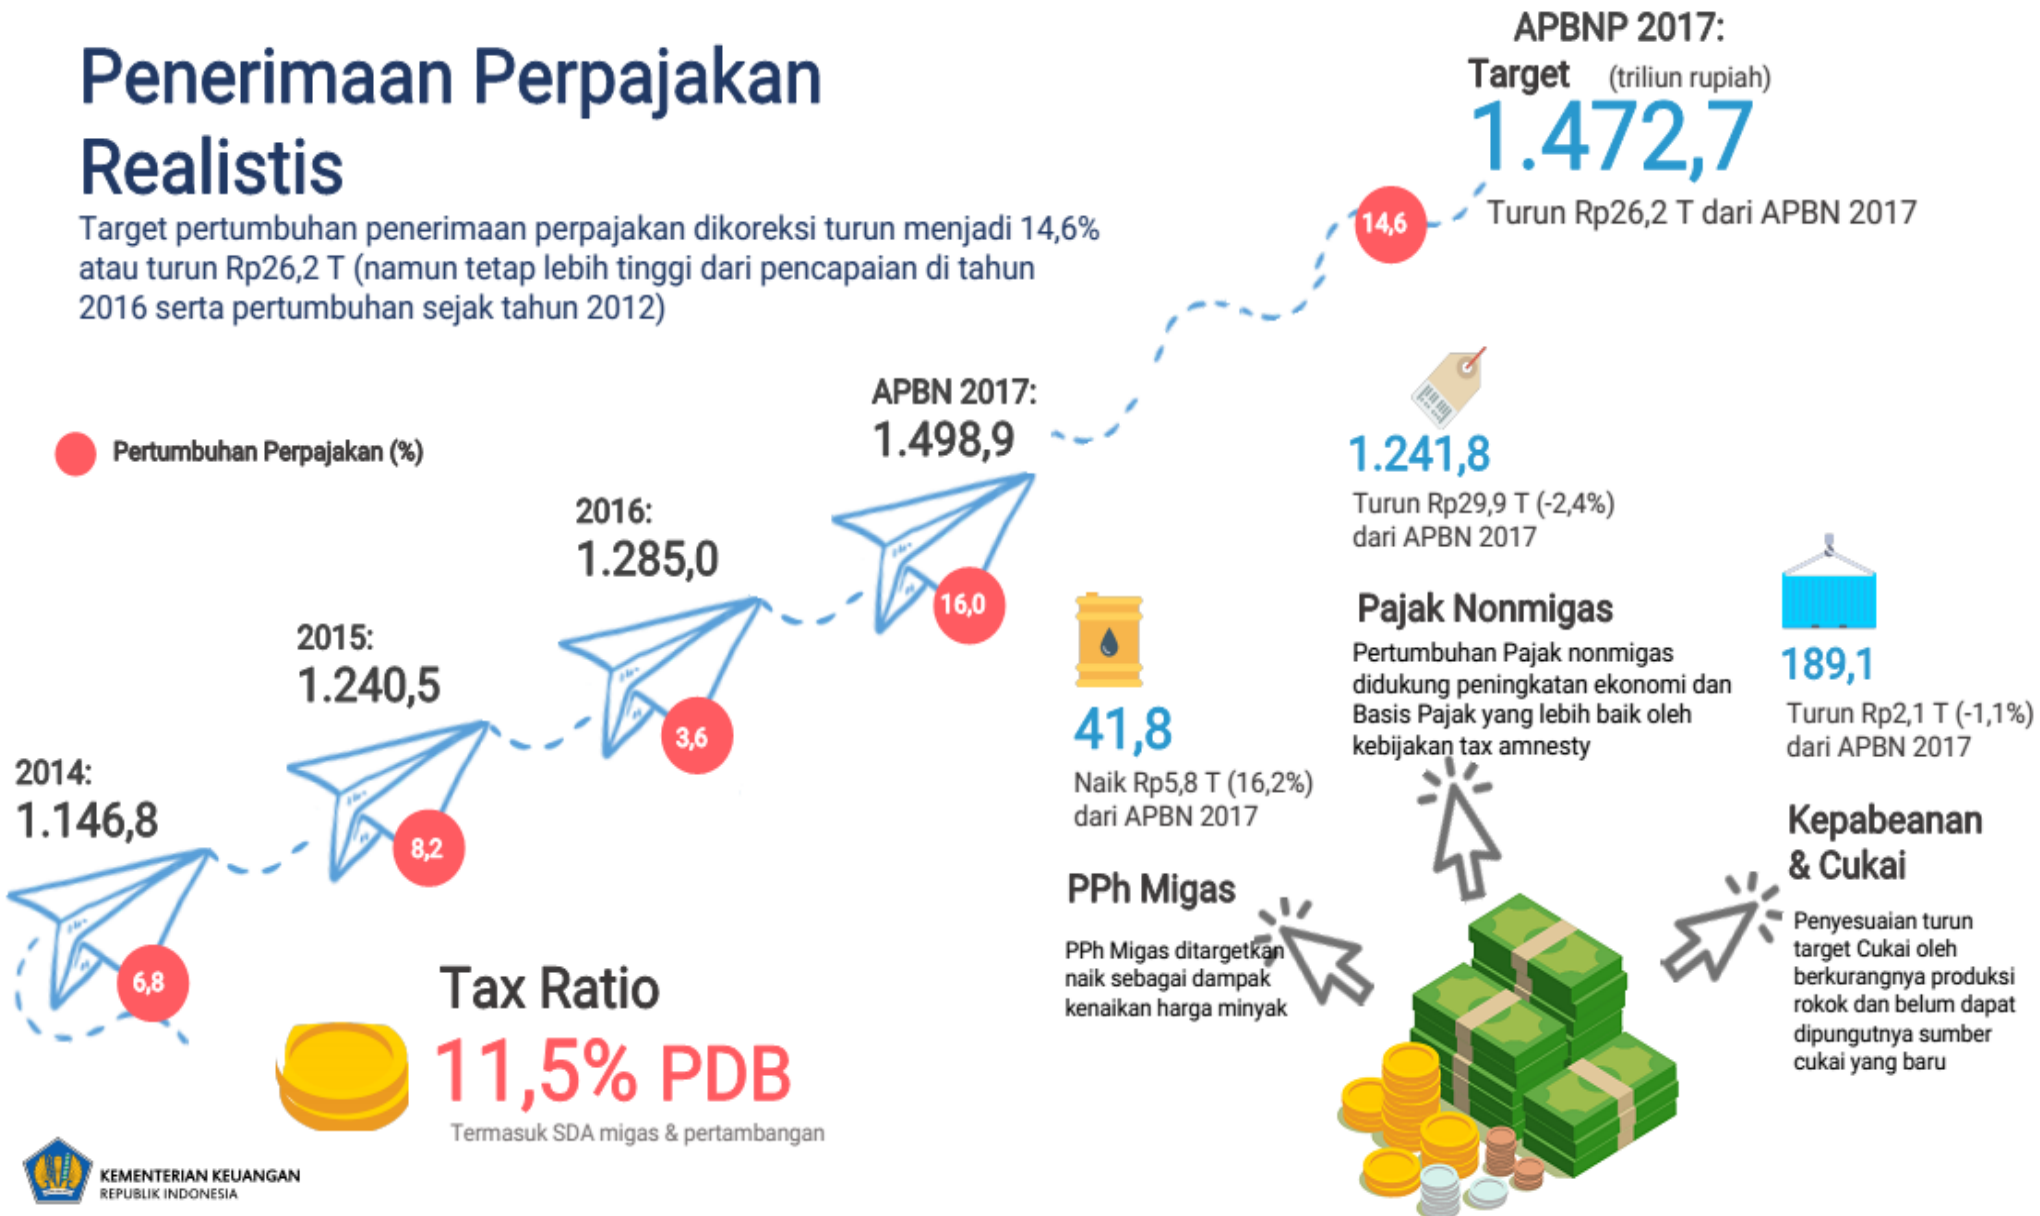 Penerimaan Perpajakan
Realistis
Target pertumbuhan penerimaan perpajakan dikoreksi turun menjadi 14,6%
atau turun Rp26,2 T (namun tetap lebih tinggi dari pencapaian di tahun
2016 serta pertumbuhan sejak tahun 2012)
APBNP 2017:
Target (triliun rupiah)
1.472,7
Turun Rp26,2 T dari APBN 2017
14,6
Pertumbuhan Perpajakan (%)
2014:
1.146,8
6,8
2015:
1.240,5
8,2
2016:
1.285,0
3,6
APBN 2017:
1.498,9
16,0
Tax Ratio
11,5% PDB
Termasuk SDA migas & pertambangan
41,8
Naik Rp5,8 T (16,2%)
dari APBN 2017
PPh Migas
PPh Migas ditargetkan
naik sebagai dampak
kenaikan harga minyak
1.241,8
Turun Rp29,9 T (-2,4%)
dari APBN 2017
Pajak Nonmigas
Pertumbuhan Pajak nonmigas
didukung peningkatan ekonomi dan
Basis Pajak yang lebih baik oleh
kebijakan tax amnesty
189,1
Turun Rp2,1 T (-1,1%)
dari APBN 2017
Kepabeanan
& Cukai
Penyesuaian turun
target Cukai oleh
berkurangnya produksi
rokok dan belum dapat
dipungutnya sumber
cukai yang baru
KEMENTERIAN KEUANGAN
REPUBLIK INDONESIA